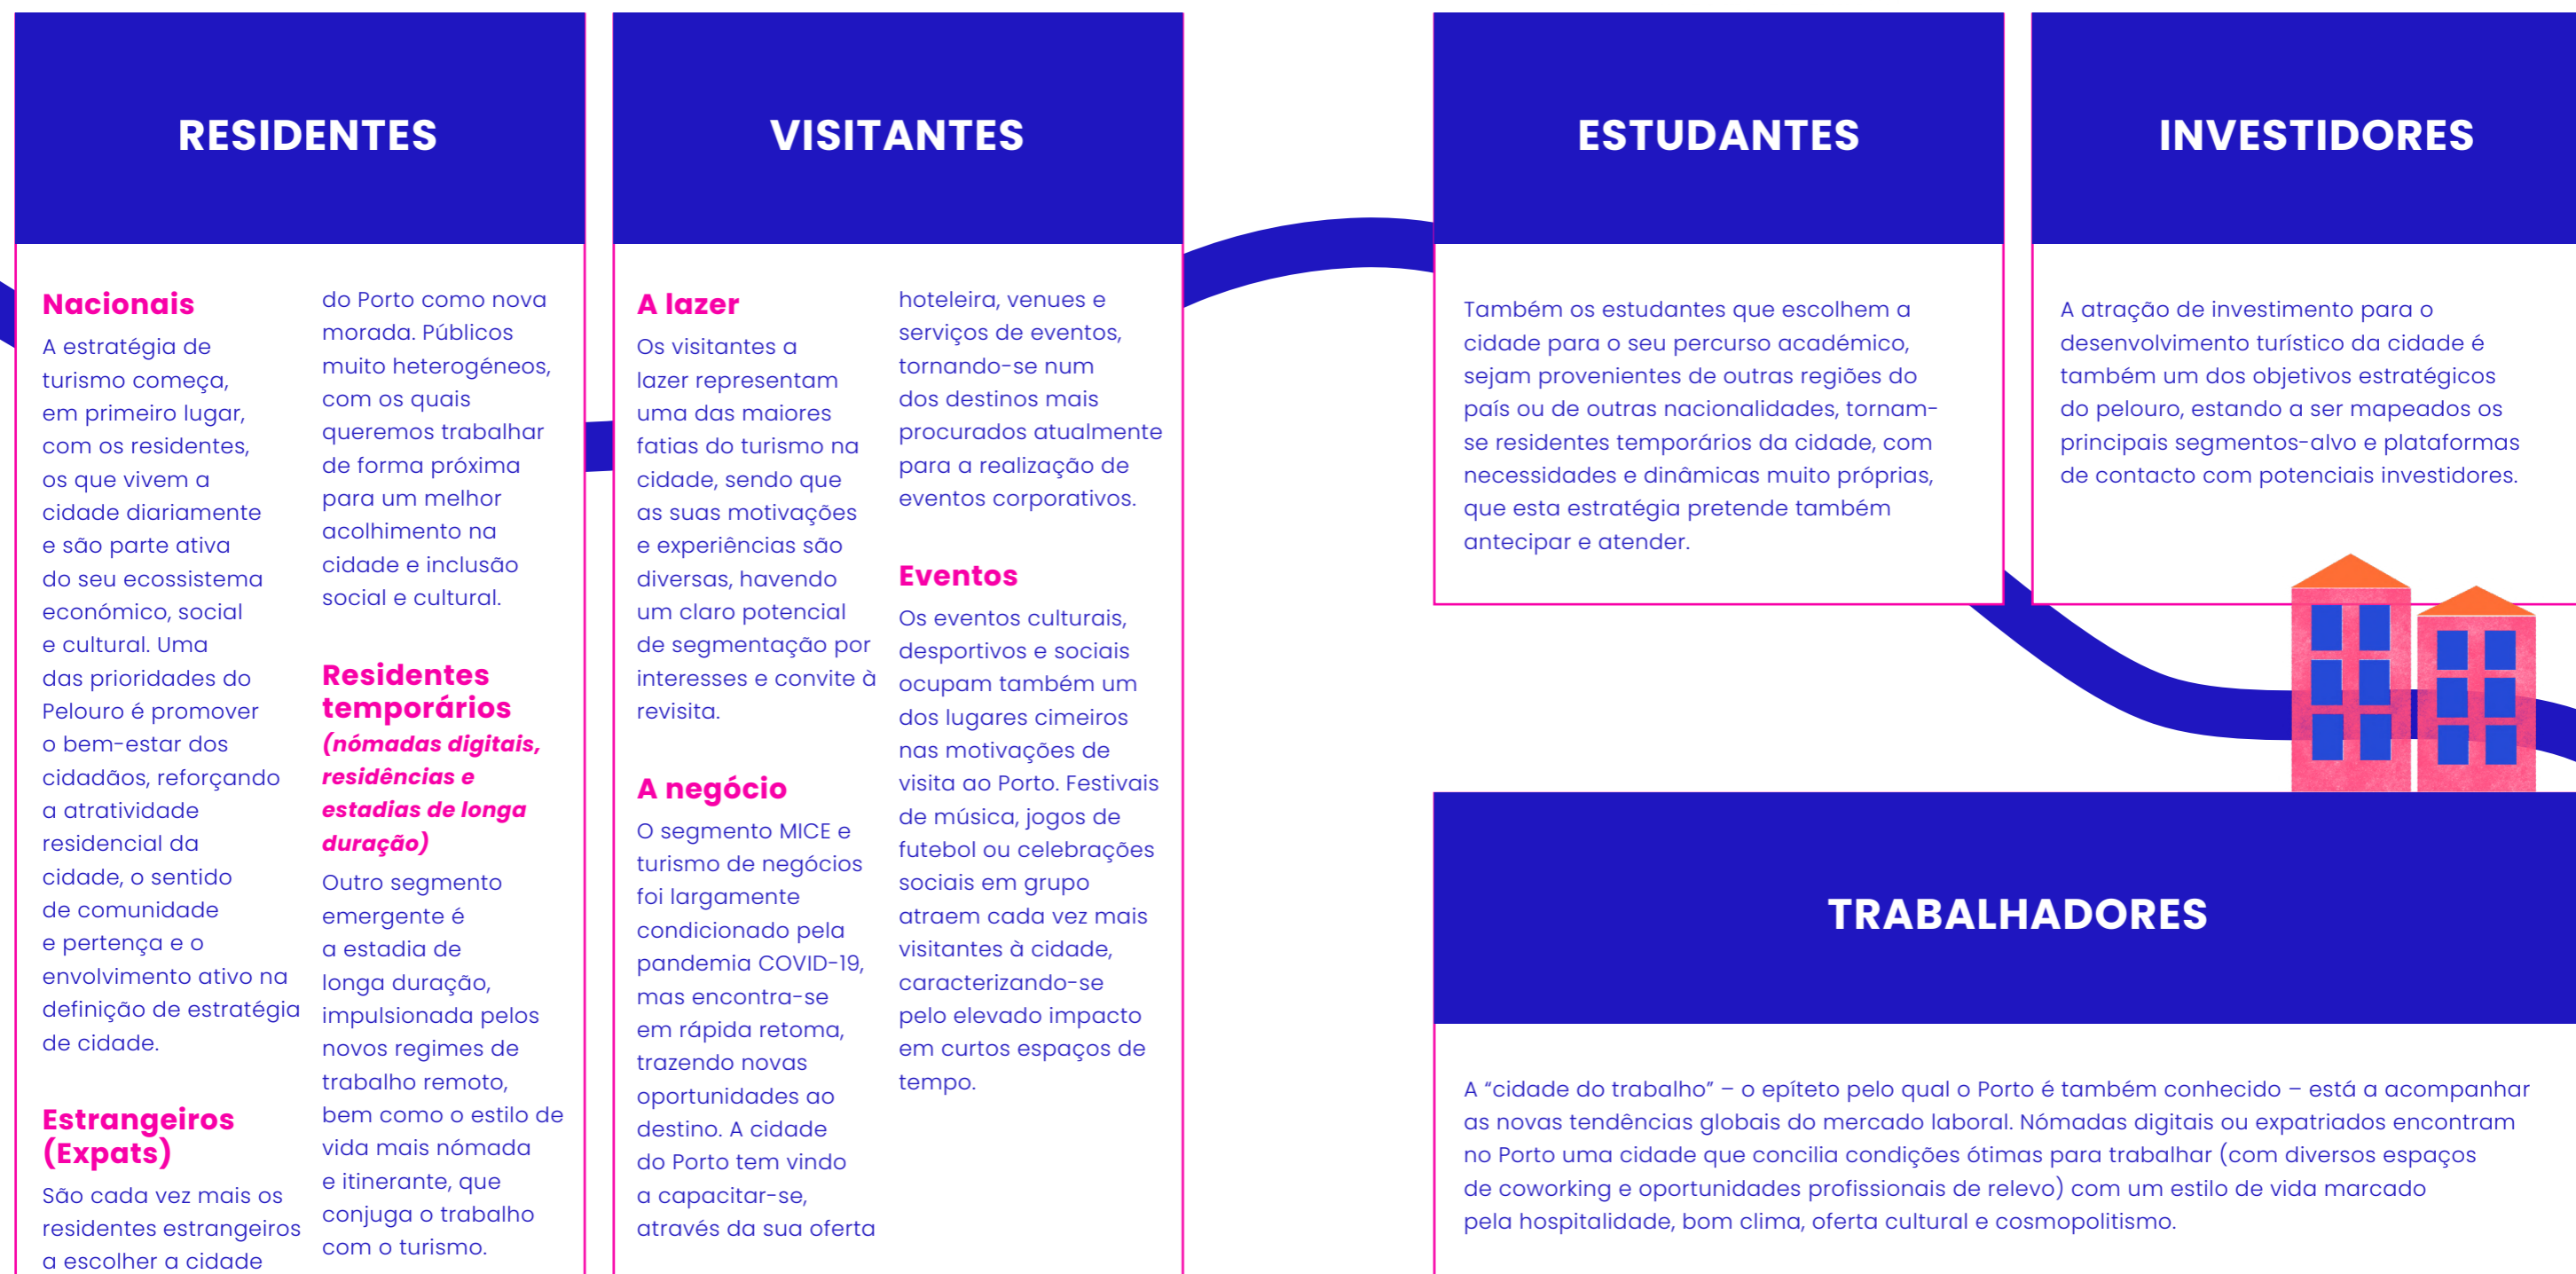 RESIDENTES
Nacionais
A estratégia de
turismo começa,
em primeiro lugar,
com os residentes,
os que vivem a
cidade diariamente
e são parte ativa
do seu ecossistema
económico, social
e cultural. Uma
das prioridades do
Pelouro é promover
o bem-estar dos
cidadãos, reforçando
a atratividade
residencial da
cidade, o sentido
de comunidade
e pertença e o
envolvimento ativo na
definição de estratégia
de cidade.
Estrangeiros
(Expats)
São cada vez mais os
residentes estrangeiros
a escolher a cidade
do Porto como nova
morada. Públicos
muito heterogéneos,
com os quais
queremos trabalhar
de forma próxima
para um melhor
acolhimento na
cidade e inclusão
social e cultural.
Residentes
temporários
(nómadas digitais,
residências e
estadias de longa
duração)
Outro segmento
emergente é
a estadia de
longa duração,
impulsionada pelos
novos regimes de
trabalho remoto,
bem como o estilo de
vida mais nómada
e itinerante, que
conjuga o trabalho
com o turismo.
VISITANTES
A lazer
Os visitantes a
lazer representam
uma das maiores
fatias do turismo na
cidade, sendo que
as suas motivações
e experiências são
diversas, havendo
um claro potencial
de segmentação por
interesses e convite à
revisita.
A negócio
O segmento MICE e
turismo de negócios
foi largamente
condicionado pela
pandemia COVID-19,
mas encontra-se
em rápida retoma,
trazendo novas
oportunidades ao
destino. A cidade
do Porto tem vindo
a capacitar-se,
através da sua oferta
hoteleira, venues e
serviços de eventos,
tornando-se num
dos destinos mais
procurados atualmente
para a realização de
eventos corporativos.
Eventos
Os eventos culturais,
desportivos e sociais
ocupam também um
dos lugares cimeiros
nas motivações de
visita ao Porto. Festivais
de música, jogos de
futebol ou celebrações
sociais em grupo
atraem cada vez mais
visitantes à cidade,
caracterizando-se
pelo elevado impacto
em curtos espaços de
tempo.
ESTUDANTES
Também os estudantes que escolhem a
cidade para o seu percurso académico,
sejam provenientes de outras regiões do
país ou de outras nacionalidades, tornam-
se residentes temporários da cidade, com
necessidades e dinâmicas muito próprias,
que esta estratégia pretende também
antecipar e atender.
INVESTIDORES
A atração de investimento para o
desenvolvimento turístico da cidade é
também um dos objetivos estratégicos
do pelouro, estando a ser mapeados os
principais segmentos-alvo e plataformas
de contacto com potenciais investidores.
TRABALHADORES
A “cidade do trabalho” – o epíteto pelo qual o Porto é também conhecido – está a acompanhar
as novas tendências globais do mercado laboral. Nómadas digitais ou expatriados encontram
no Porto uma cidade que concilia condições ótimas para trabalhar (com diversos espaços
de coworking e oportunidades profissionais de relevo) com um estilo de vida marcado
pela hospitalidade, bom clima, oferta cultural e cosmopolitismo.